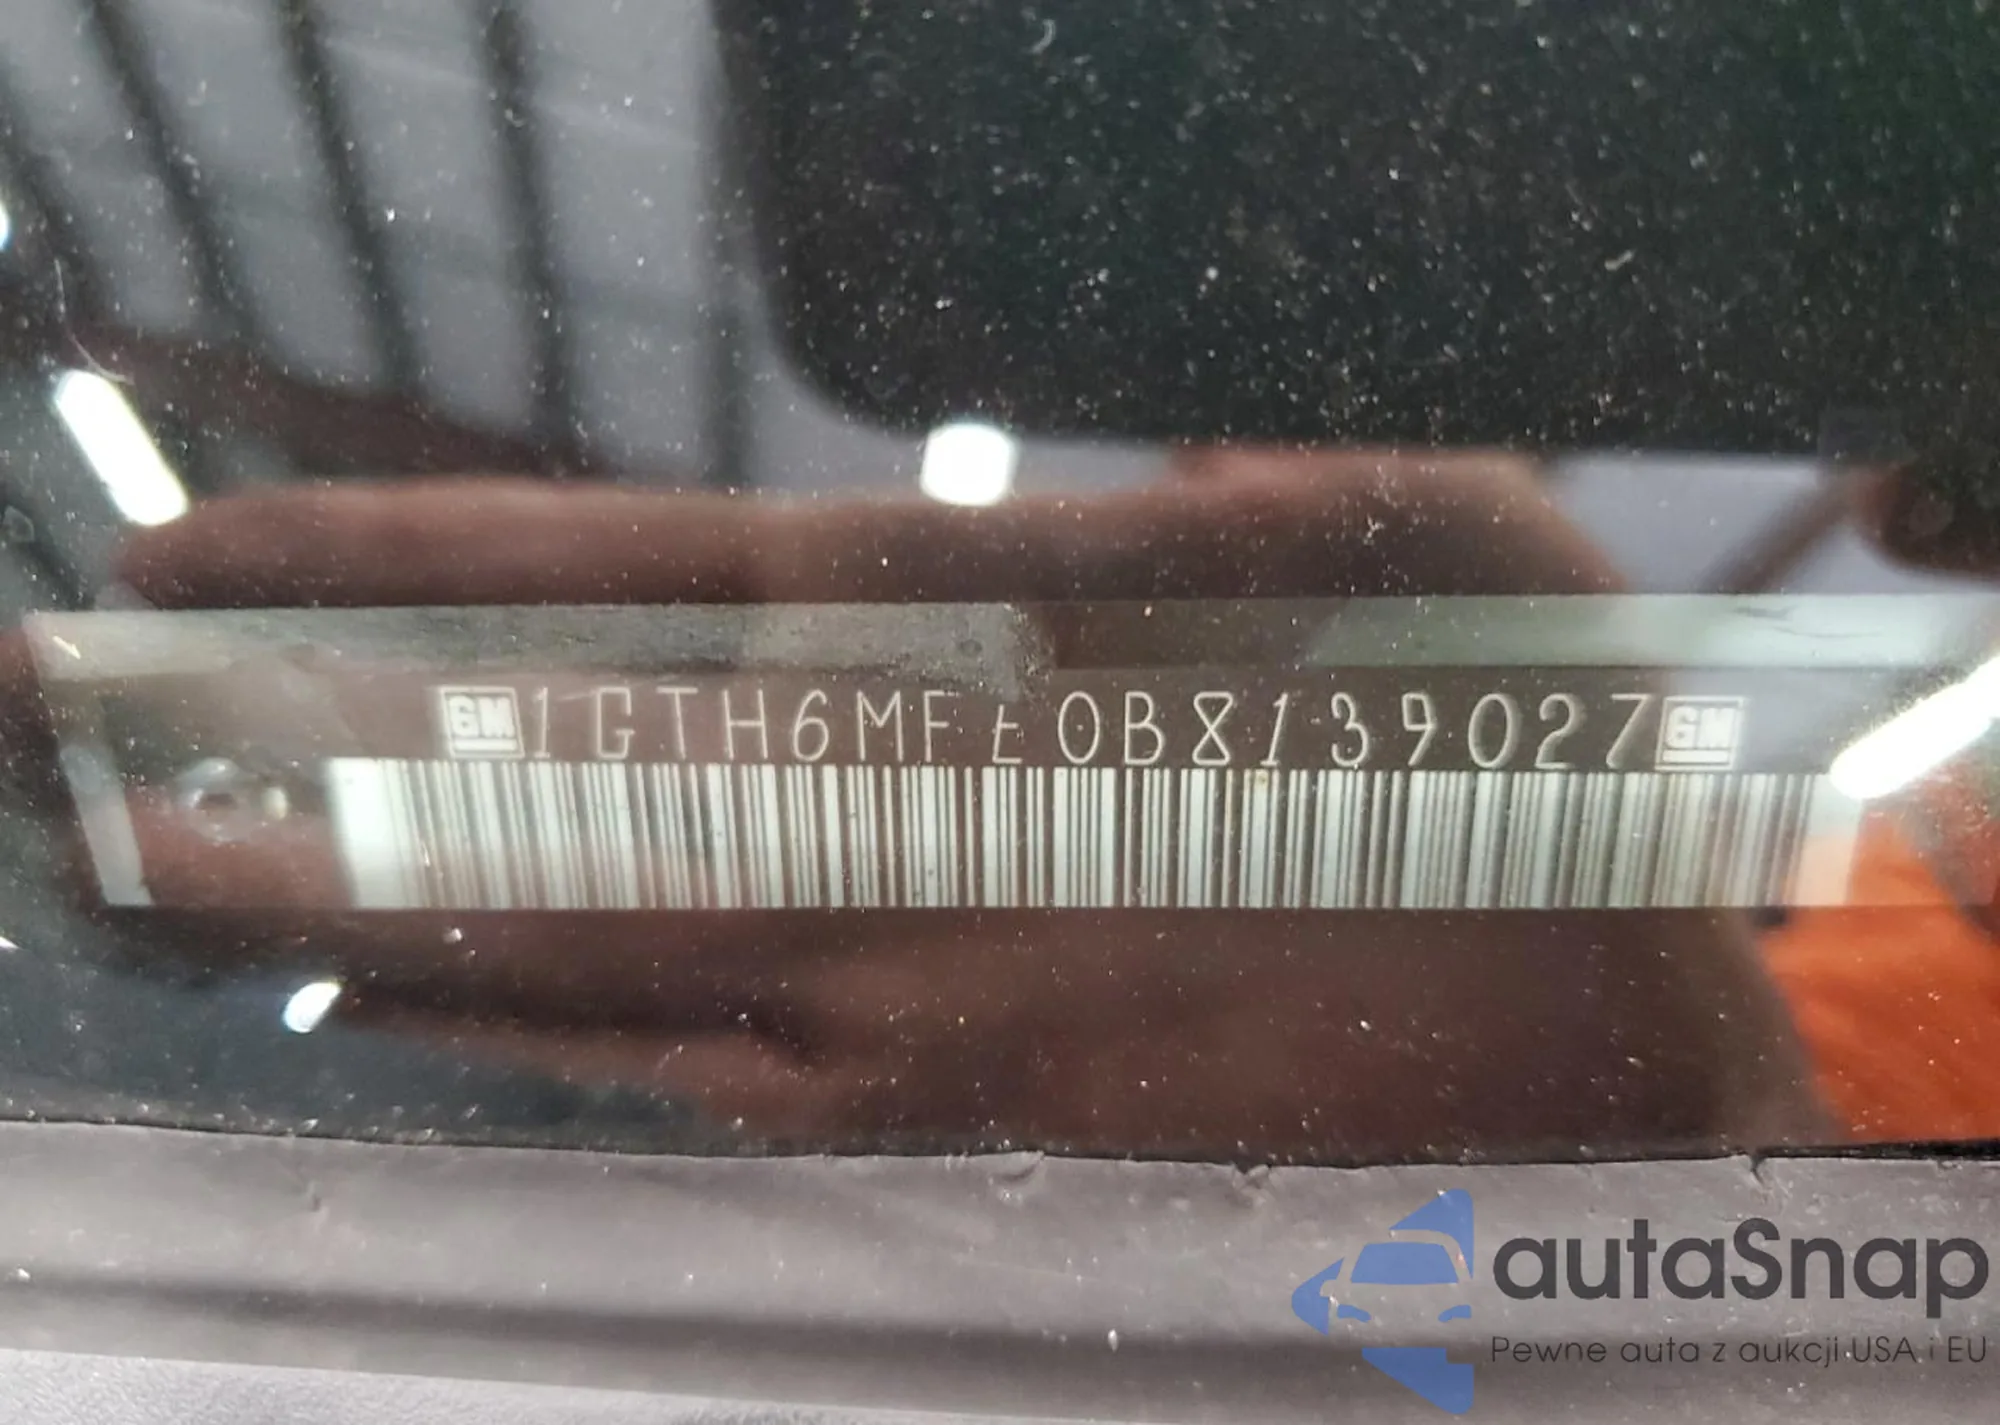 GM 1GTH6MFE0B8139027 GM
autaSnap
Pewne auta z aukcji USA i EU